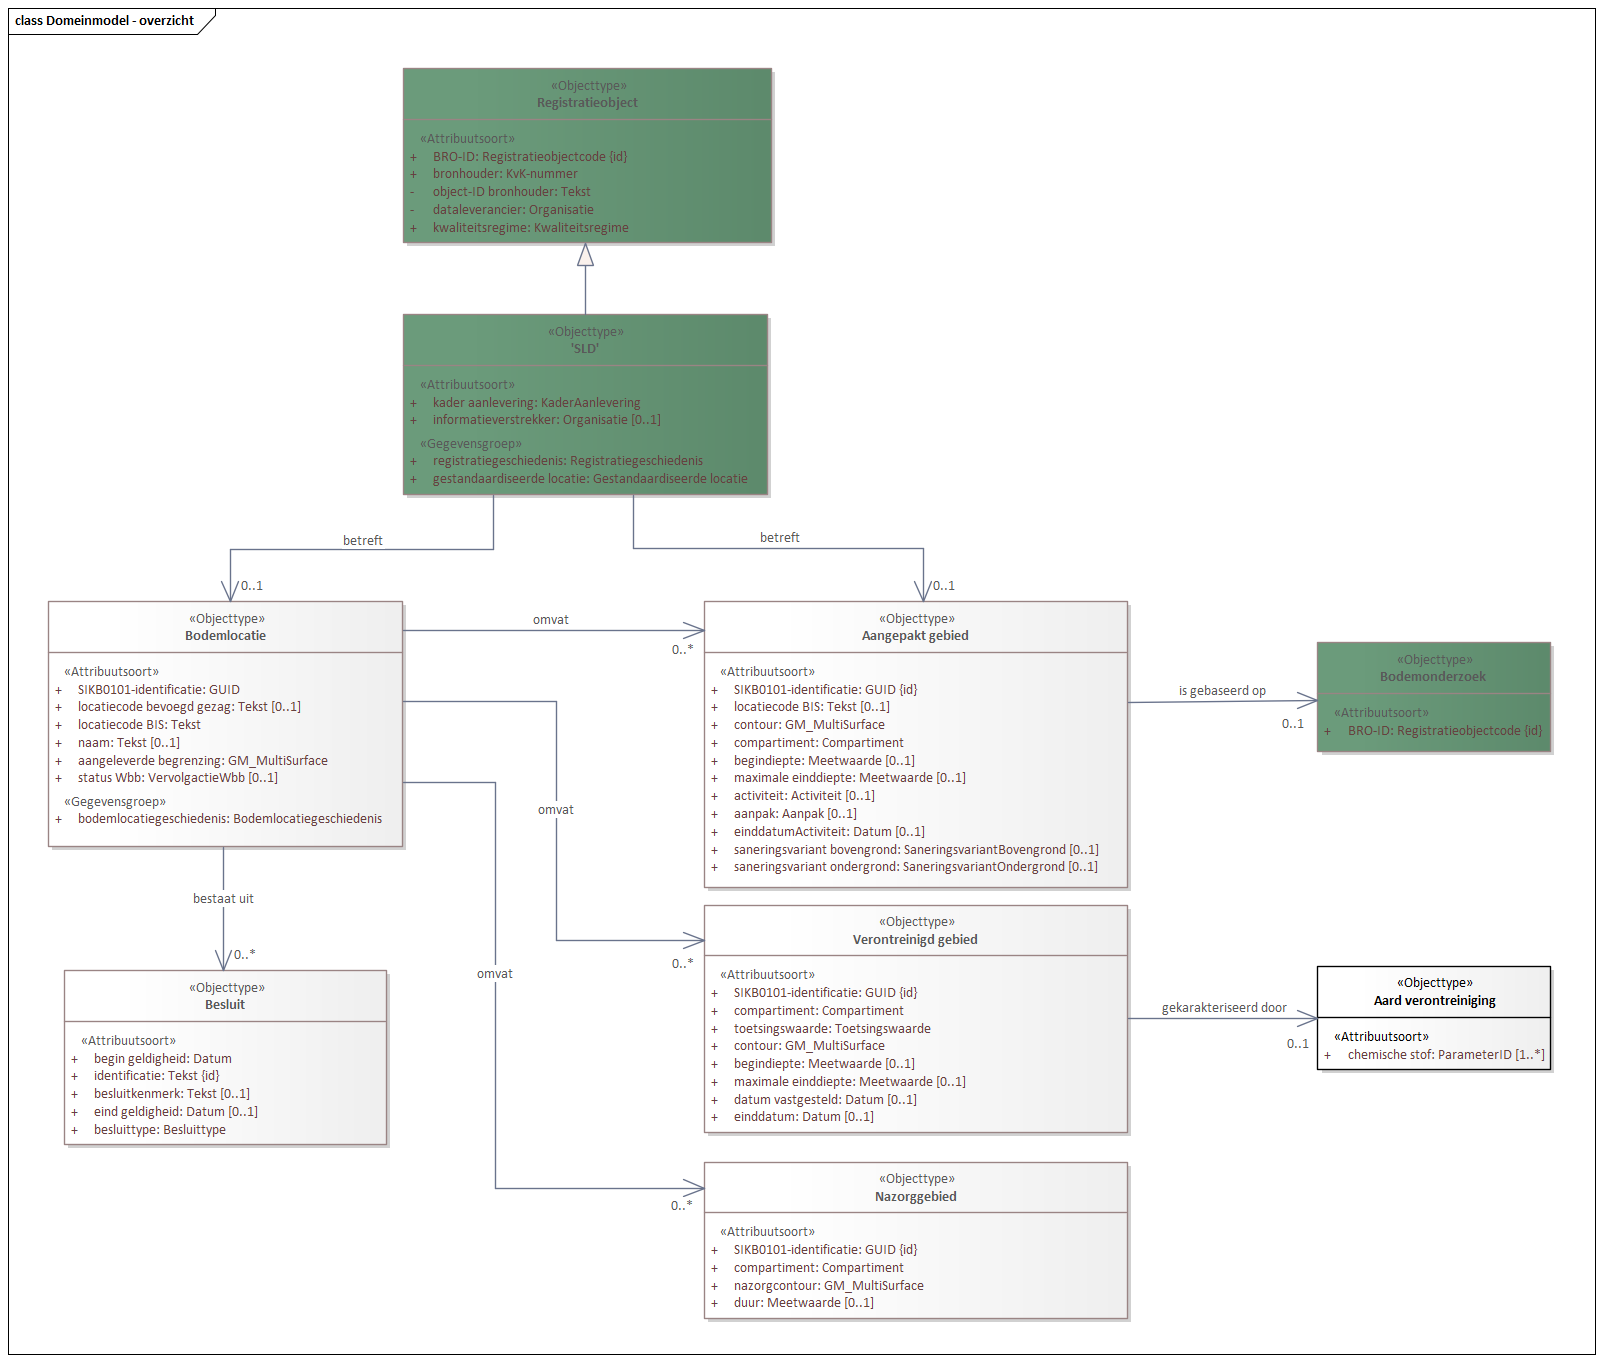 class Domeinmodel - overzicht
«Objecttype»
Registratieobject
«Attribuutsoort»
+ BRO-ID: Registratieobjectcode {id}
+ bronhouder: KvK-nummer
- object-ID bronhouder: Tekst
- dataleverancier: Organisatie
+ kwaliteitsregime: Kwaliteitsregime
«Objecttype»
'SLD'
«Attribuutsoort»
+ kader aanlevering: KaderAanlevering
+ informatieverstrekker: Organisatie [0..1]
«Gegevensgroep»
+ registratiegeschiedenis: Registratiegeschiedenis
+ gestandaardiseerde locatie: Gestandaardiseerde locatie
betreft
0..1
betreft
0..1
«Objecttype»
Bodemlocatie
«Attribuutsoort»
+ SIKB0101-identificatie: GUID
+ locatiecode bevoegd gezag: Tekst [0..1]
+ locatiecode BIS: Tekst
+ naam: Tekst [0..1]
+ aangeleverde begrenzing: GM_MultiSurface
+ status Wbb: VervolgactieWbb [0..1]
«Gegevensgroep»
+ bodemlocatiegeschiedenis: Bodemlocatiegeschiedenis
omvat
0..*
«Objecttype»
Aangepakt gebied
«Attribuutsoort»
+ SIKB0101-identificatie: GUID {id}
+ locatiecode BIS: Tekst [0..1]
+ contour: GM_MultiSurface
+ compartiment: Compartiment
+ begindiepte: Meetwaarde [0..1]
+ maximale einddiepte: Meetwaarde [0..1]
+ activiteit: Activiteit [0..1]
+ aanpak: Aanpak [0..1]
+ einddatumActiviteit: Datum [0..1]
+ saneringsvariant bovengrond: SaneringsvariantBovengrond [0..1]
+ saneringsvariant ondergrond: SaneringsvariantOndergrond [0..1]
is gebaseerd op
0..1
«Objecttype»
Bodemonderzoek
«Attribuutsoort»
+ BRO-ID: Registratieobjectcode {id}
omvat
0..*
omvat
0..*
bestaat uit
0..*
«Objecttype»
Besluit
«Attribuutsoort»
+ begin geldigheid: Datum
+ identificatie: Tekst {id}
+ besluitkenmerk: Tekst [0..1]
+ eind geldigheid: Datum [0..1]
+ besluittype: Besluittype
«Objecttype»
Verontreinigd gebied
«Attribuutsoort»
+ SIKB0101-identificatie: GUID {id}
+ compartiment: Compartiment
+ toetsingswaarde: Toetsingswaarde
+ contour: GM_MultiSurface
+ begindiepte: Meetwaarde [0..1]
+ maximale einddiepte: Meetwaarde [0..1]
+ datum vastgesteld: Datum [0..1]
+ einddatum: Datum [0..1]
gekarakteriseerd door
0..1
«Objecttype»
Aard verontreiniging
«Attribuutsoort»
+ chemische stof: ParameterID [1..*]
«Objecttype»
Nazorggebied
«Attribuutsoort»
+ SIKB0101-identificatie: GUID {id}
+ compartiment: Compartiment
+ nazorgcontour: GM_MultiSurface
+ duur: Meetwaarde [0..1]